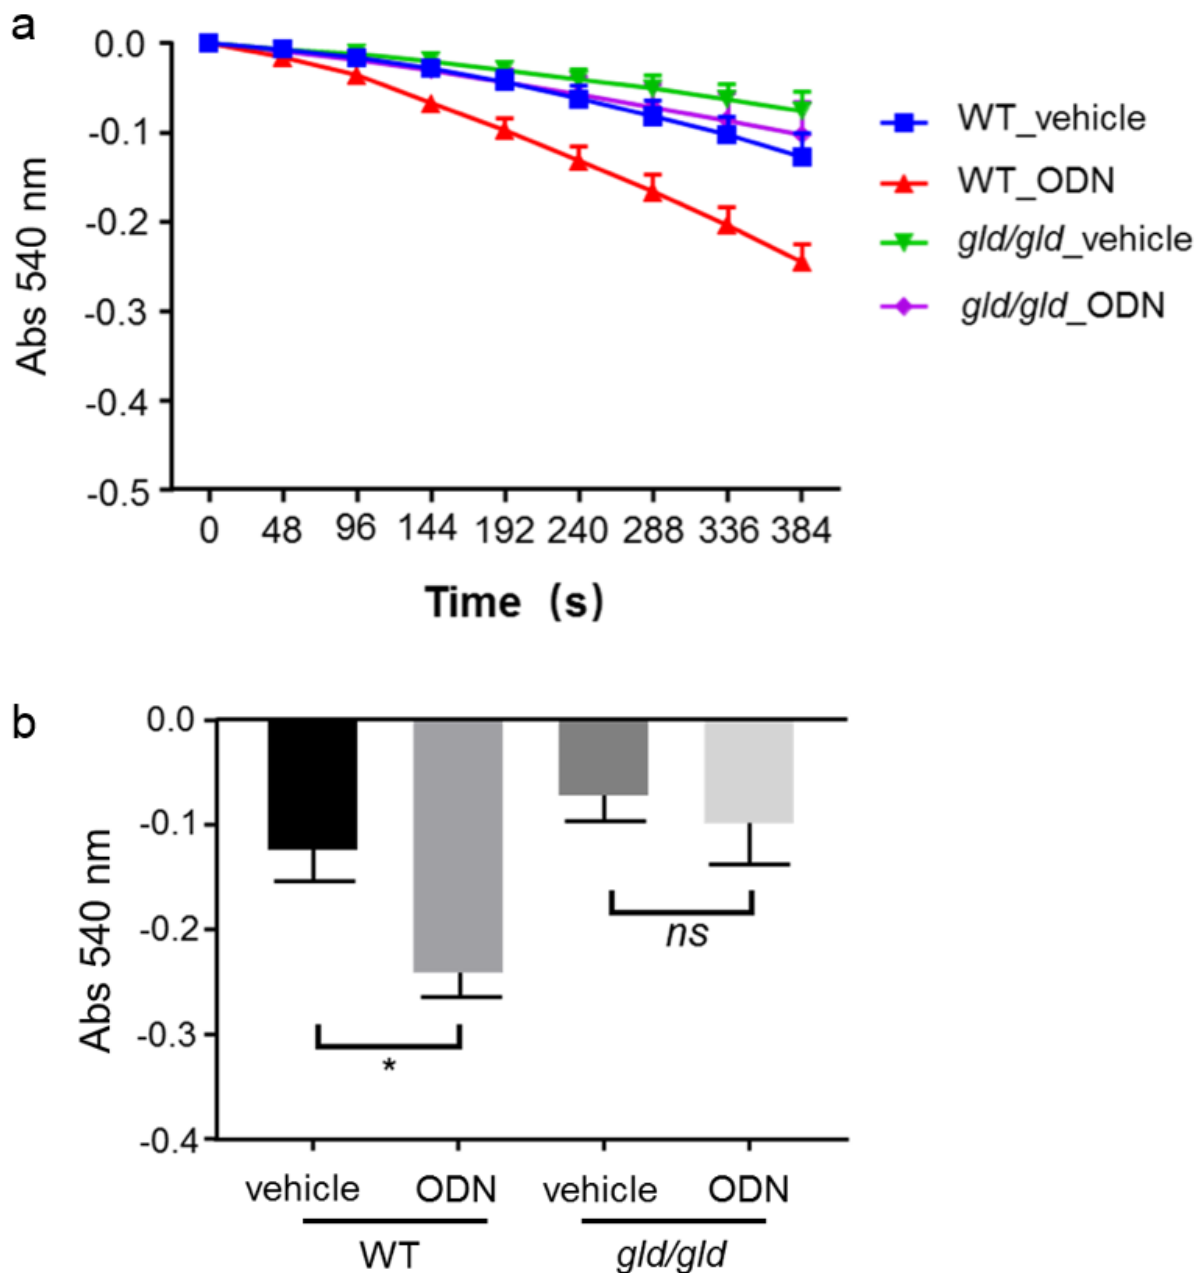 a
0.0
-0.1
-0.2
-0.3
-0.4
-0.5
Abs 540 nm
0 48 96 144 192 240 288 336 384
Time (s)
WT_vehicle
WT_ODN
gld/gld_vehicle
gld/gld_ODN
b
0.0
-0.1
-0.2
-0.3
-0.4
Abs 540 nm
*
ns
vehicle ODN vehicle ODN
WT gld/gld